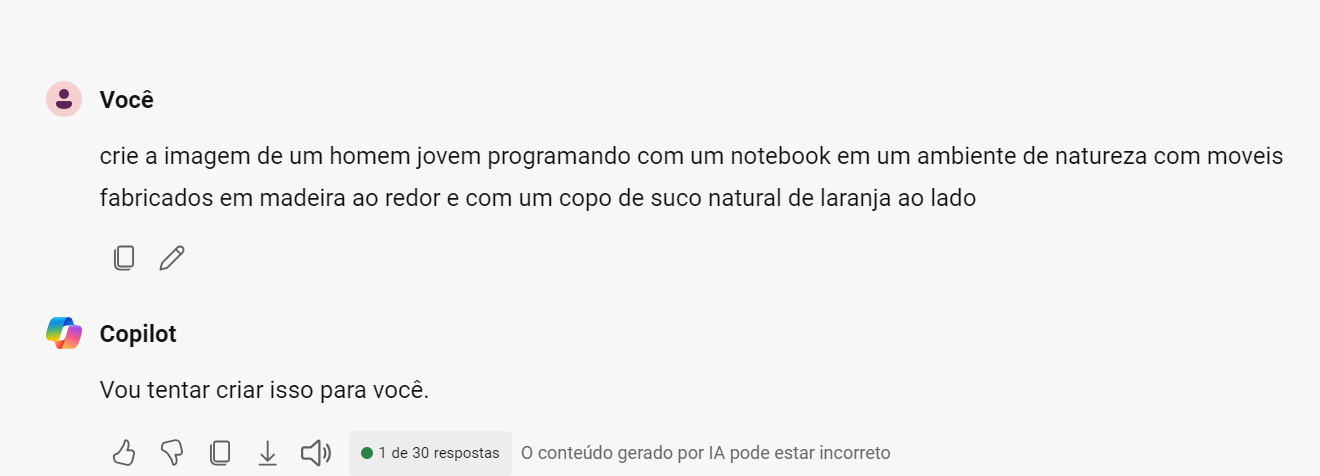 Você
crie a imagem de um homem jovem programando com um notebook em um ambiente de natureza com moveis
fabricados em madeira ao redor e com um copo de suco natural de laranja ao lado
Copilot
Vou tentar criar isso para você.
1 de 30 respostas O conteúdo gerado por IA pode estar incorreto